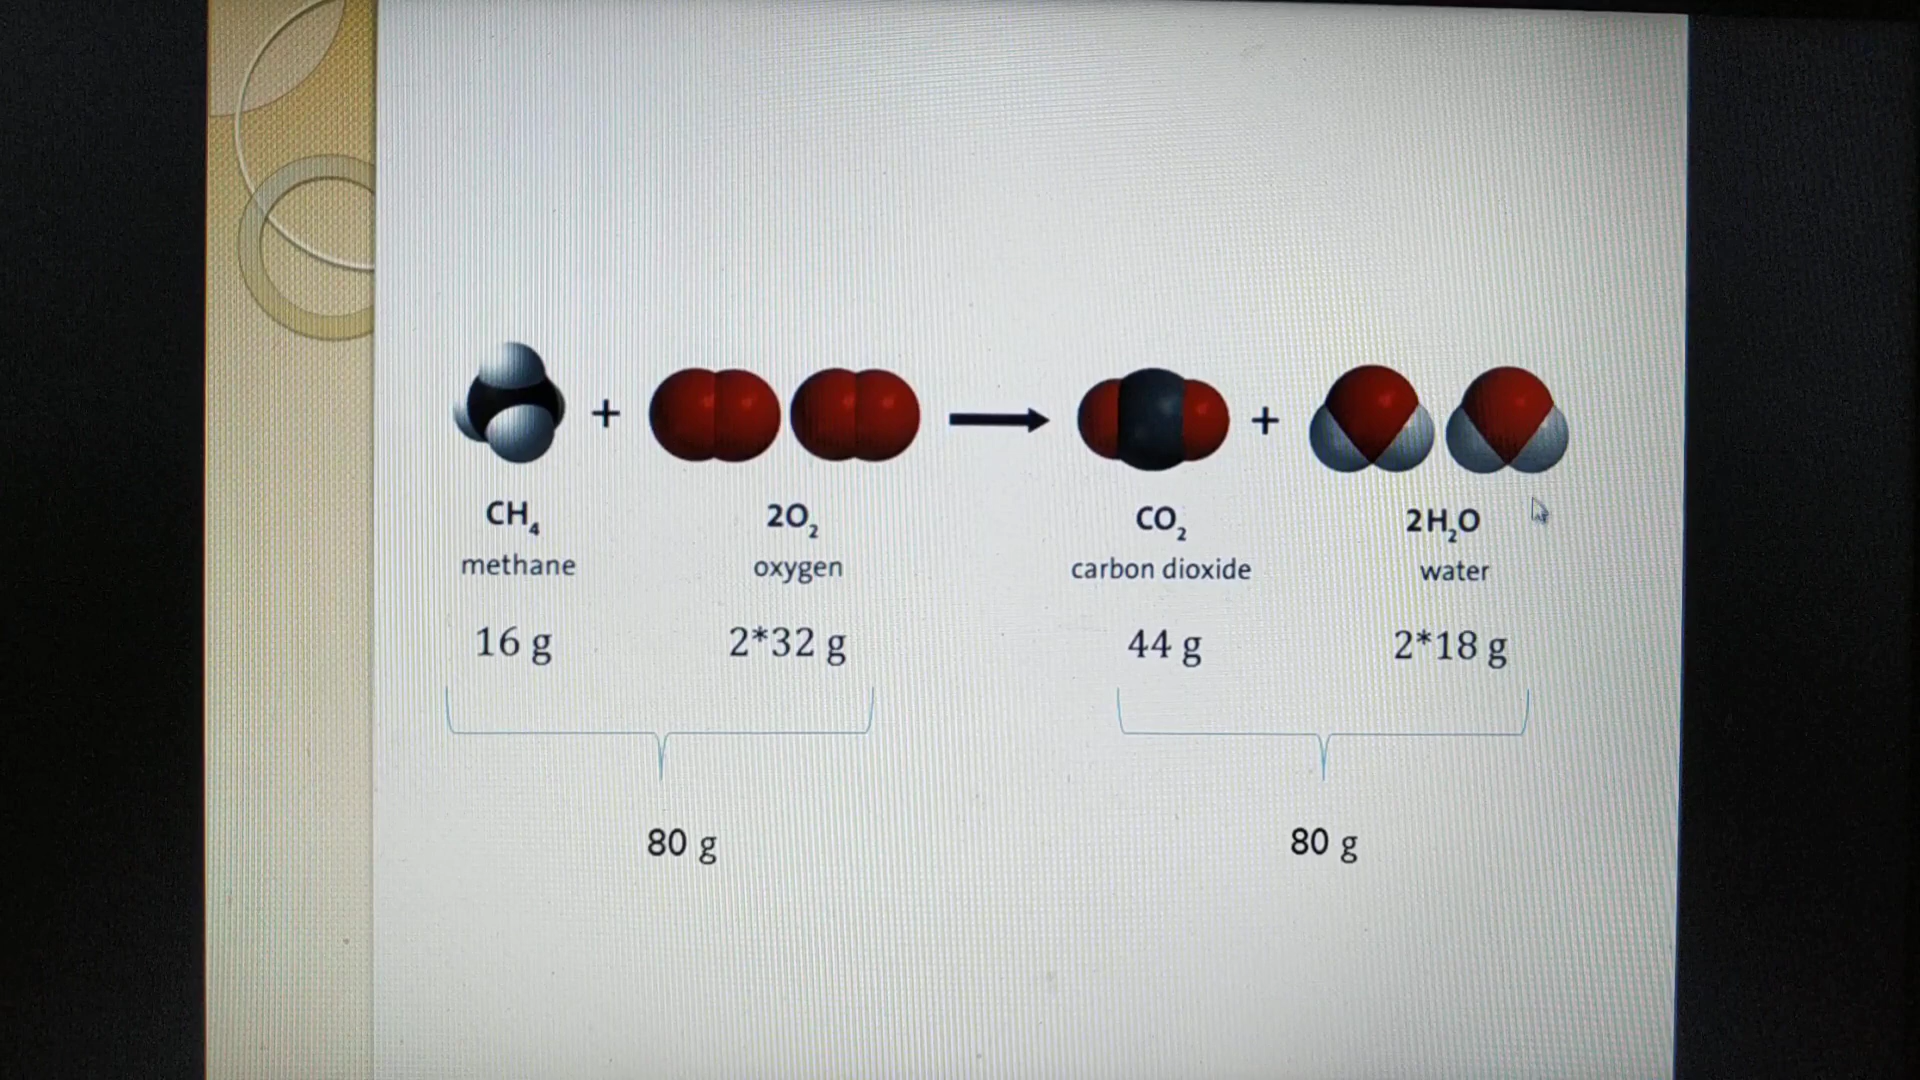 + +
CH₄ 2O₂ CO₂ 2H₂O
methane oxygen carbon dioxide water
16 g 2*32 g 44 g 2*18 g
80 g 80 g